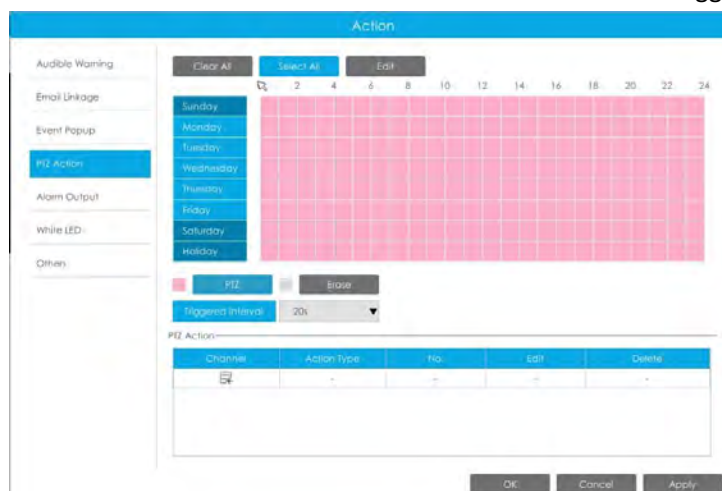 Action
Audible Warning
Email Linkage
Event Popup
PTZ Action
Alarm Output
White LED
Others
Clear All Select All Edit
2 4 6 8 10 12 14 16 18 20 22 24
Sunday
Monday
Tuesday
Wednesday
Thursday
Friday
Saturday
Holiday
PTZ Erase
Triggered Interval 20s
PTZ Action
Channel Action Type No. Edit Delete
- - - -
OK Cancel Apply